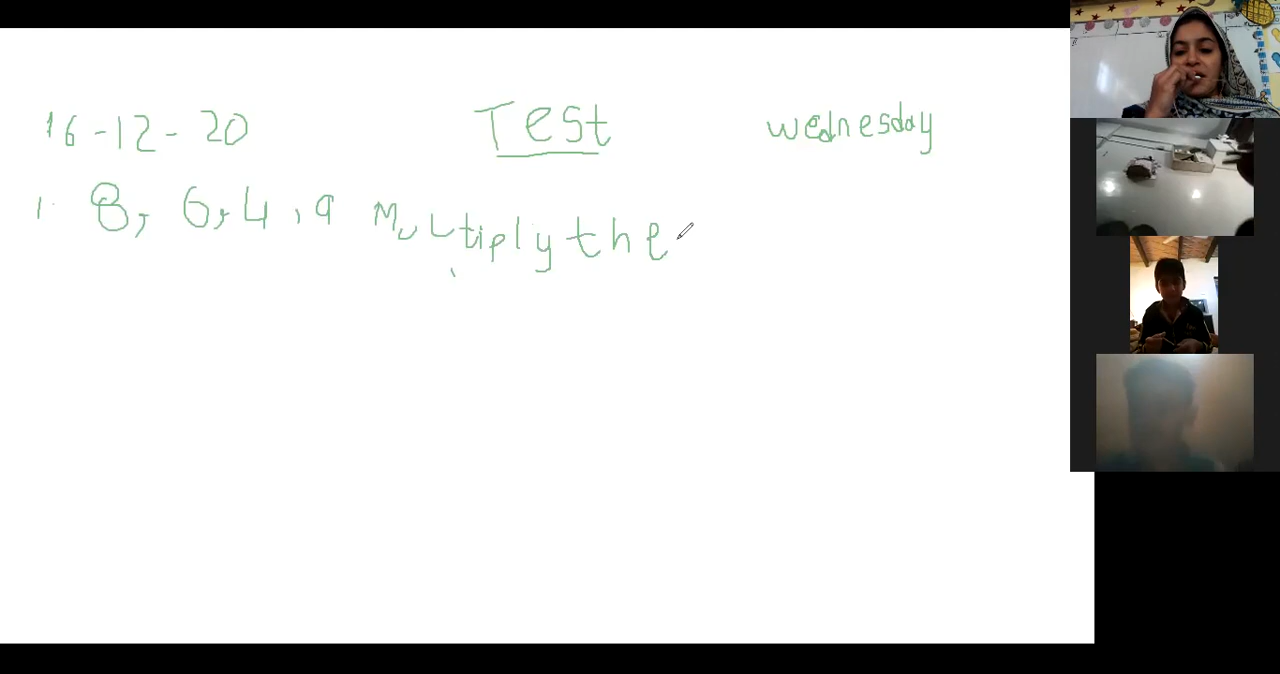 16-12-20 Test Wednesday
1. 8, 6, 4, 9 Multiply the